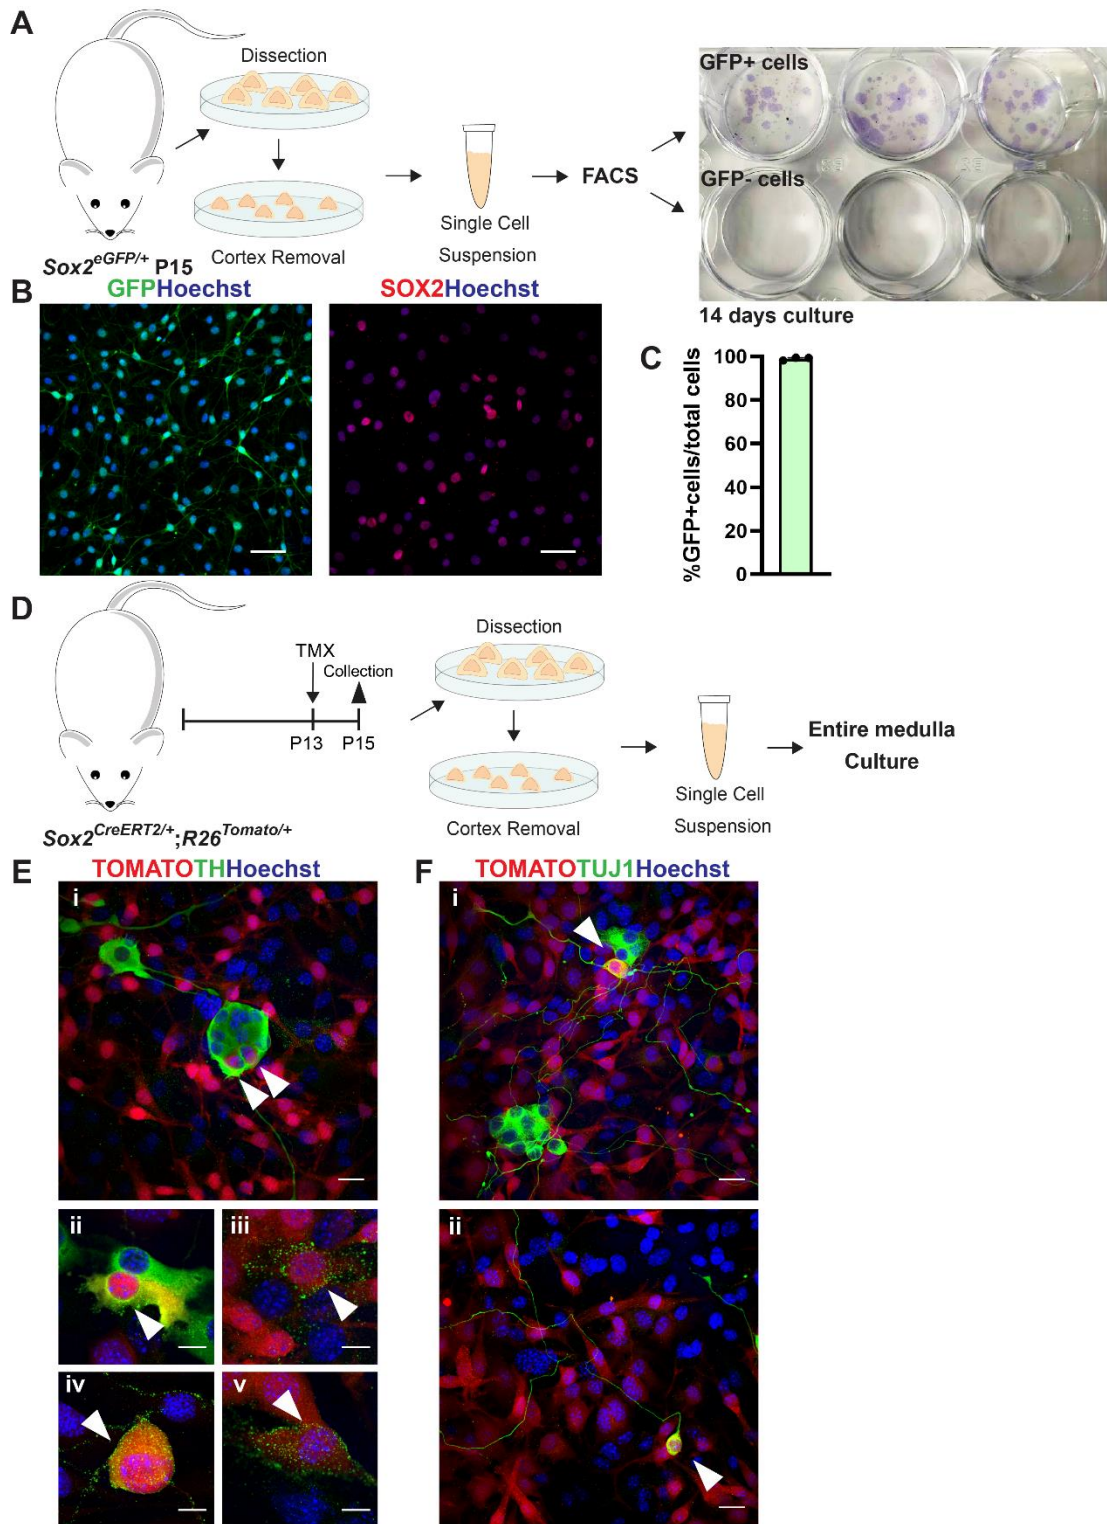 A
Dissection
Cortex Removal
Single Cell
Suspension
FACS
GFP+ cells
GFP- cells
14 days culture
Sox2eGFP/+ P15
B
GFPHoechst
SOX2Hoechst
C
%GFP+cells/total cells
100
80
60
40
20
0
D
TMX
Collection
P13
P15
Dissection
Cortex Removal
Single Cell
Suspension
Entire medulla
Culture
Sox2CreERT2/+;R26Tomato/+
E
TOMATOTHHoechst
i
ii
iii
iv
v
F
TOMATOTUJ1Hoechst
i
ii